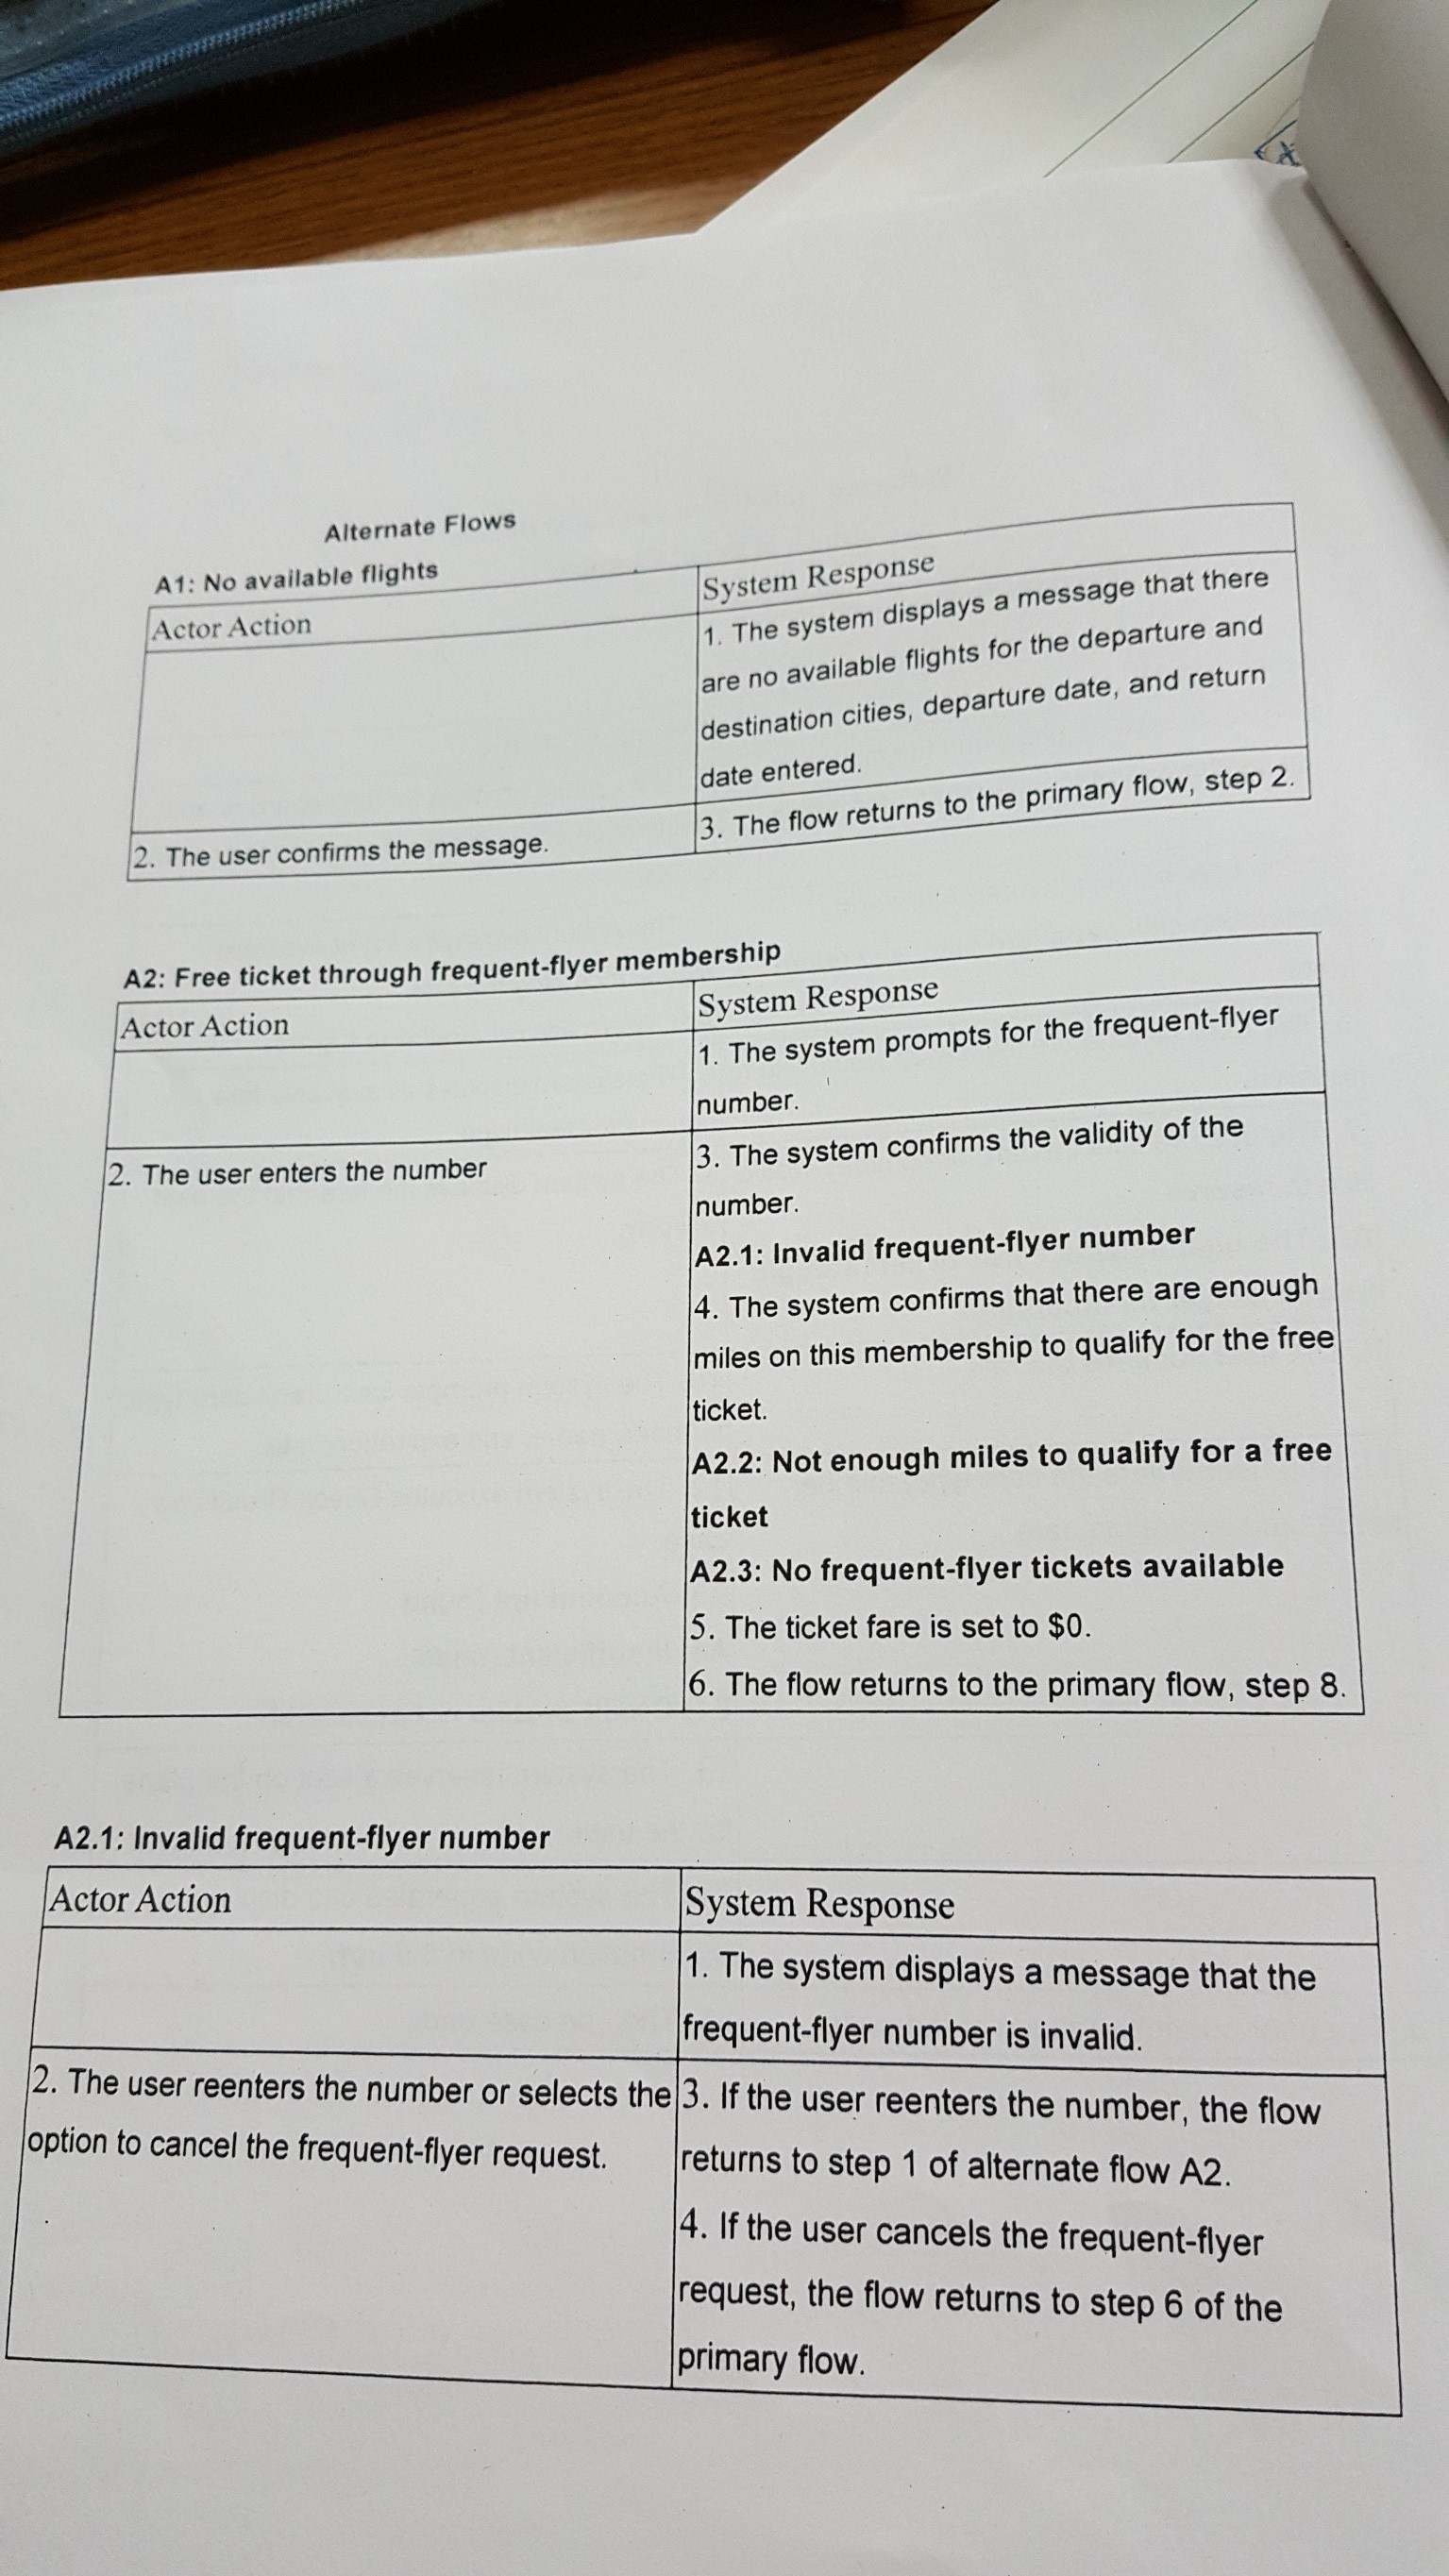 Alternate Flows
A1: No available flights
Actor Action
System Response
1. The system displays a message that there
are no available flights for the departure and
destination cities, departure date, and return
date entered.
2. The user confirms the message.
3. The flow returns to the primary flow, step 2.
A2: Free ticket through frequent-flyer membership
Actor Action
System Response
1. The system prompts for the frequent-flyer
number.
2. The user enters the number
3. The system confirms the validity of the
number.
A2.1: Invalid frequent-flyer number
4. The system confirms that there are enough
miles on this membership to qualify for the free
ticket.
A2.2: Not enough miles to qualify for a free
ticket
A2.3: No frequent-flyer tickets available
5. The ticket fare is set to $0.
6. The flow returns to the primary flow, step 8.
A2.1: Invalid frequent-flyer number
Actor Action
System Response
1. The system displays a message that the
frequent-flyer number is invalid.
2. The user reenters the number or selects the
option to cancel the frequent-flyer request.
3. If the user reenters the number, the flow
returns to step 1 of alternate flow A2.
4. If the user cancels the frequent-flyer
request, the flow returns to step 6 of the
primary flow.